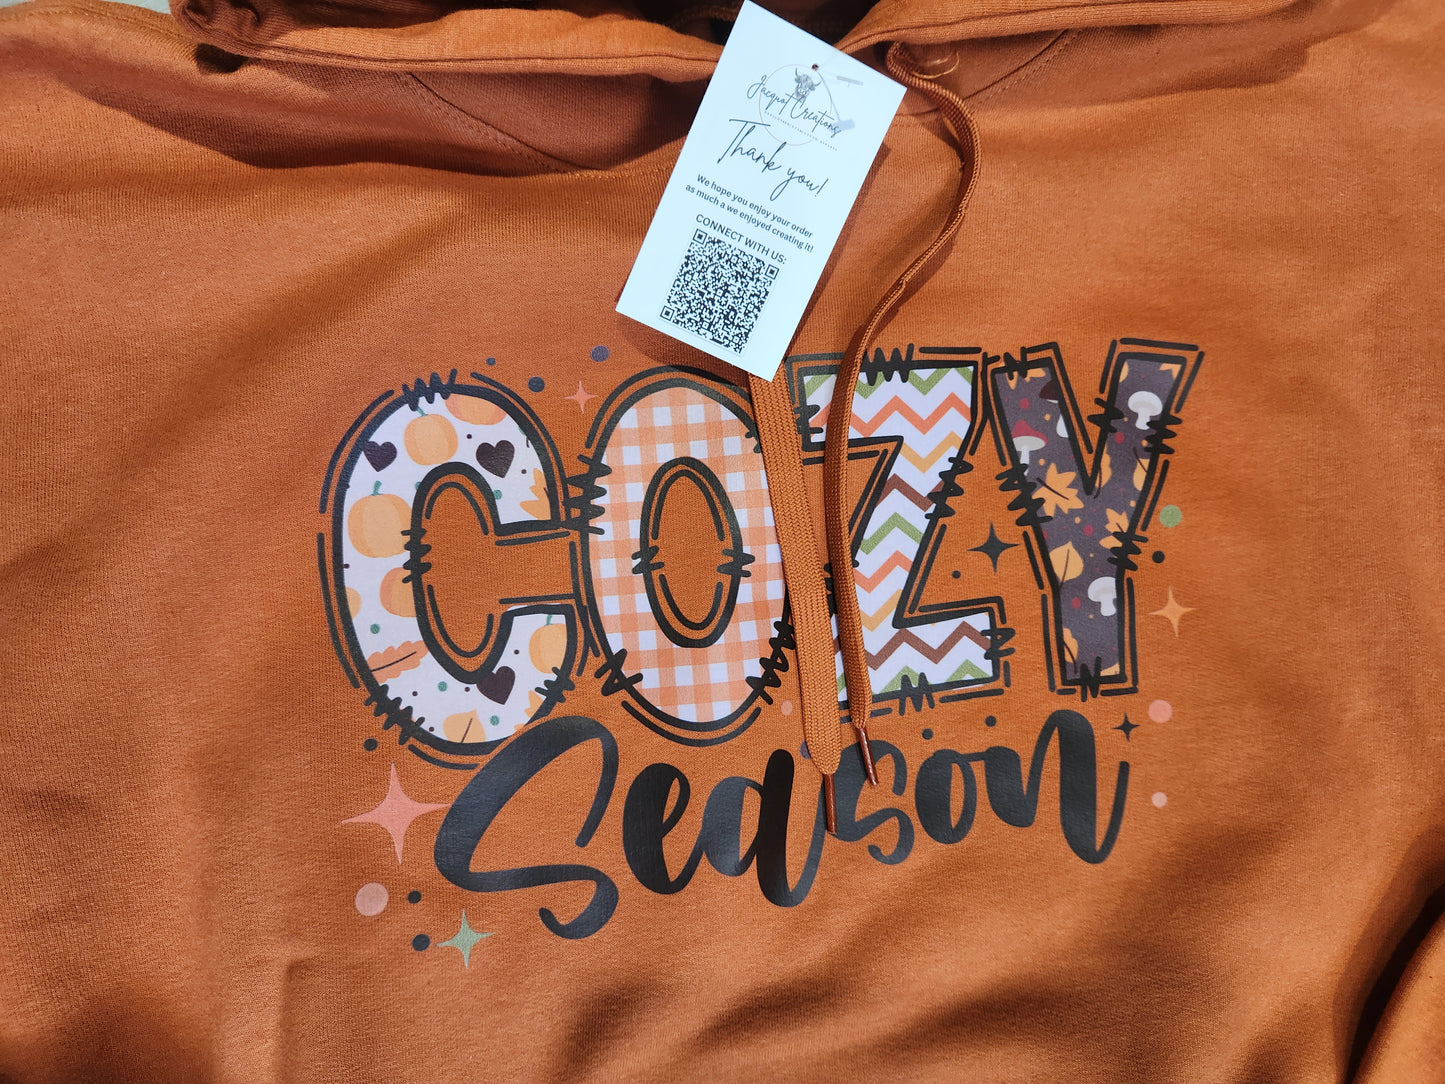 Jacquot Creations
Thank you!
We hope you enjoy your order
as much a we enjoyed creating it!
CONNECT WITH US:
COZY
Season